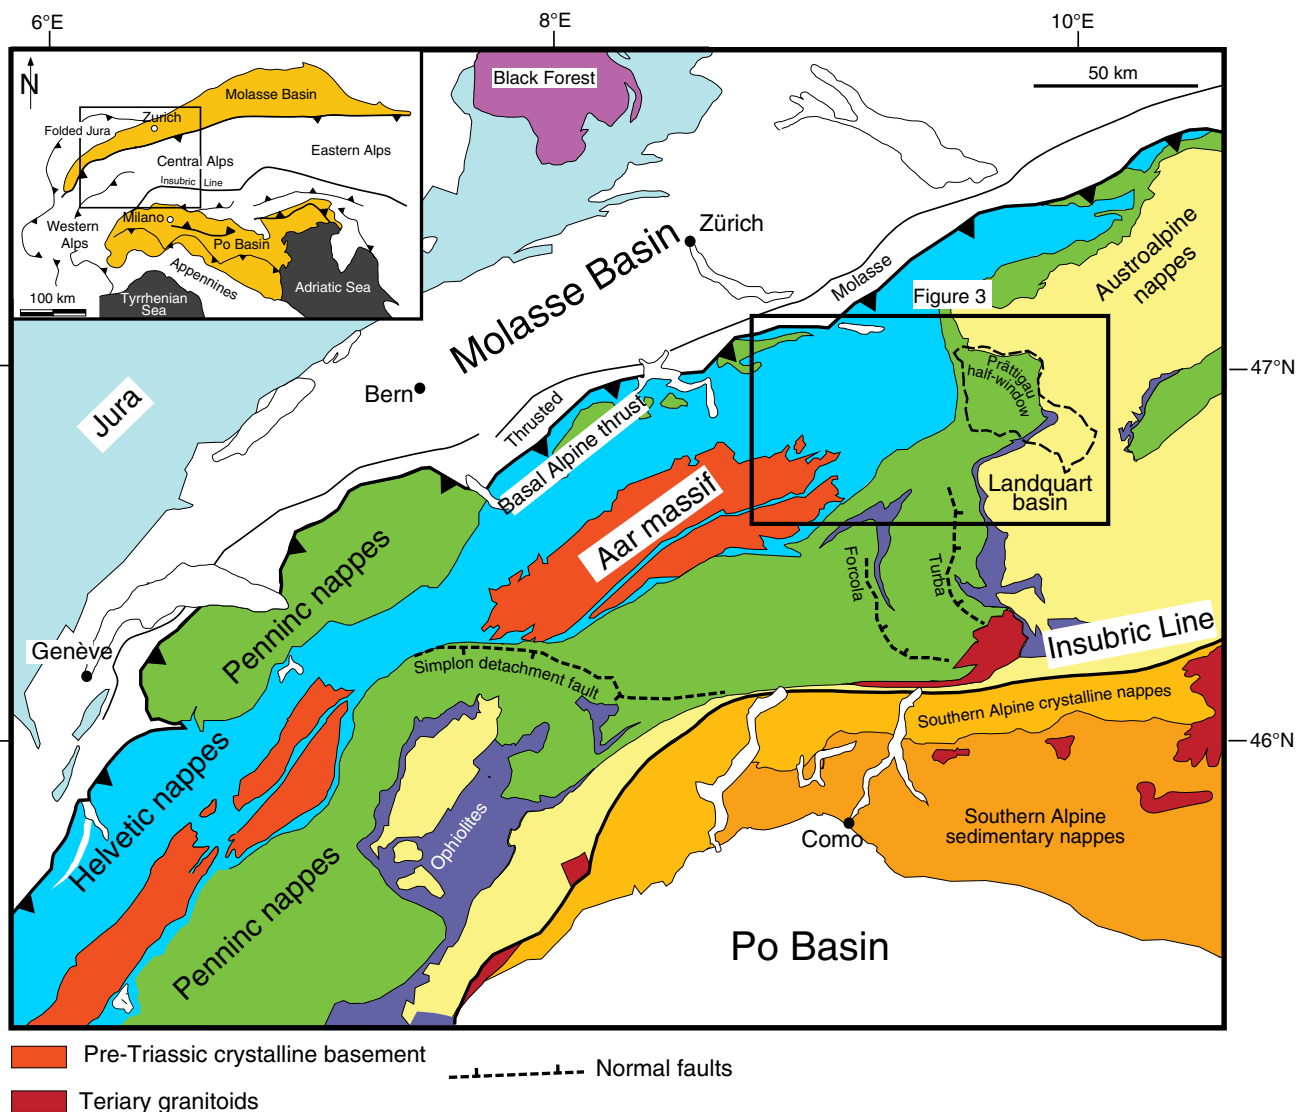 6°E
8°E
10°E
N
Molasse Basin
Zurich
Folded Jura
Central Alps
Eastern Alps
Insubric Line
Western
Alps
Milano
Po Basin
Appennines
Adriatic Sea
Tyrrhenian
Sea
100 km
Black Forest
50 km
Zürich
Molasse Basin
Molasse
Austroalpine
nappes
Figure 3
Prättigau
half-window
47°N
Jura
Bern
Thrusted
Basal Alpine thrust
Landquart
basin
Aar massif
Penninc nappes
Forcola
Turba
Genève
Simplon detachment fault
Insubric Line
Southern Alpine crystalline nappes
46°N
Helvetic nappes
Ophiolites
Southern Alpine
sedimentary nappes
Como
Penninc nappes
Po Basin
Pre-Triassic crystalline basement
Normal faults
Teriary granitoids